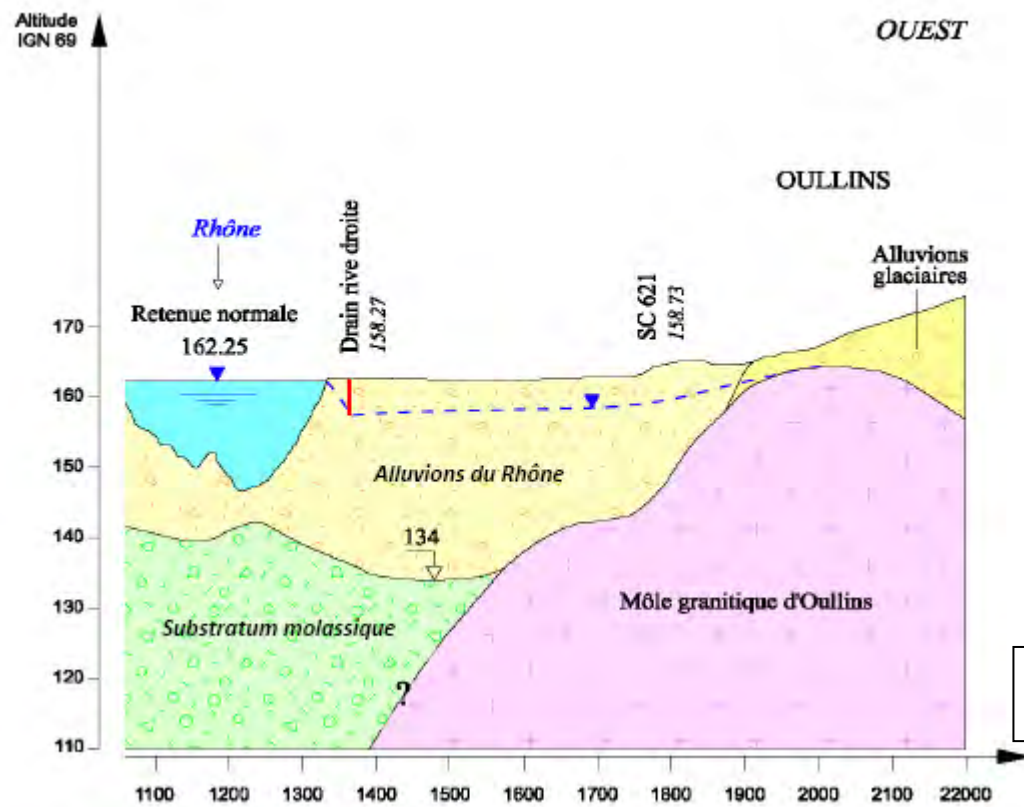 Altitude
IGN 69
OUEST
OULLINS
Rhône
Retenue normale
162.25
Drain rive droite
158.27
SC 621
158.73
Alluvions
glaciaires
170
160
150
140
130
120
110
Alluvions du Rhône
134
Substratum molassique
Môle granitique d'Oullins
?
1100 1200 1300 1400 1500 1600 1700 1800 1900 2000 2100 22000